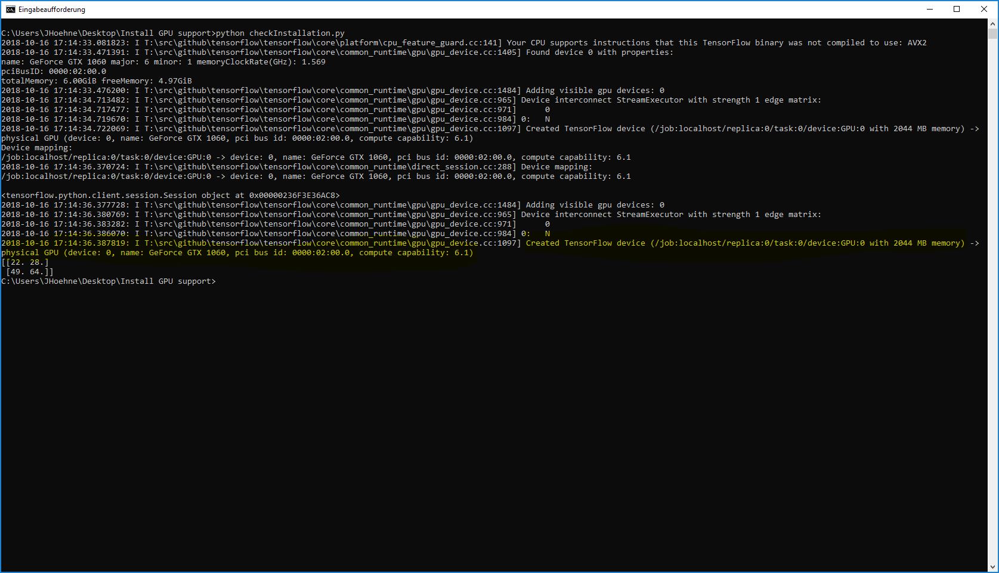 Eingabeaufforderung
C:\Users\JHoehne\Desktop\Install GPU support>python checkInstallation.py
2018-10-16 17:14:33.081823: I T:\src\github\tensorflow\tensorflow\core\platform\cpu_feature_guard.cc:141] Your CPU supports instructions that this TensorFlow binary was not compiled to use: AVX2
2018-10-16 17:14:33.471391: I T:\src\github\tensorflow\tensorflow\core\common_runtime\gpu\gpu_device.cc:1405] Found device 0 with properties:
name: GeForce GTX 1060 major: 6 minor: 1 memoryClockRate(GHz): 1.569
pciBusID: 0000:02:00.0
totalMemory: 6.00GiB freeMemory: 4.97GiB
2018-10-16 17:14:33.476200: I T:\src\github\tensorflow\tensorflow\core\common_runtime\gpu\gpu_device.cc:1484] Adding visible gpu devices: 0
2018-10-16 17:14:34.713482: I T:\src\github\tensorflow\tensorflow\core\common_runtime\gpu\gpu_device.cc:965] Device interconnect StreamExecutor with strength 1 edge matrix:
2018-10-16 17:14:34.717477: I T:\src\github\tensorflow\tensorflow\core\common_runtime\gpu\gpu_device.cc:971]      0
2018-10-16 17:14:34.719670: I T:\src\github\tensorflow\tensorflow\core\common_runtime\gpu\gpu_device.cc:984] 0:   N
2018-10-16 17:14:34.722069: I T:\src\github\tensorflow\tensorflow\core\common_runtime\gpu\gpu_device.cc:1097] Created TensorFlow device (/job:localhost/replica:0/task:0/device:GPU:0 with 2044 MB memory) ->
physical GPU (device: 0, name: GeForce GTX 1060, pci bus id: 0000:02:00.0, compute capability: 6.1)
Device mapping:
/job:localhost/replica:0/task:0/device:GPU:0 -> device: 0, name: GeForce GTX 1060, pci bus id: 0000:02:00.0, compute capability: 6.1
2018-10-16 17:14:36.370724: I T:\src\github\tensorflow\tensorflow\core\common_runtime\direct_session.cc:288] Device mapping:
/job:localhost/replica:0/task:0/device:GPU:0 -> device: 0, name: GeForce GTX 1060, pci bus id: 0000:02:00.0, compute capability: 6.1
<tensorflow.python.client.session.Session object at 0x00000236F3E36AC8>
2018-10-16 17:14:36.377728: I T:\src\github\tensorflow\tensorflow\core\common_runtime\gpu\gpu_device.cc:1484] Adding visible gpu devices: 0
2018-10-16 17:14:36.380769: I T:\src\github\tensorflow\tensorflow\core\common_runtime\gpu\gpu_device.cc:965] Device interconnect StreamExecutor with strength 1 edge matrix:
2018-10-16 17:14:36.383282: I T:\src\github\tensorflow\tensorflow\core\common_runtime\gpu\gpu_device.cc:971]      0
2018-10-16 17:14:36.386070: I T:\src\github\tensorflow\tensorflow\core\common_runtime\gpu\gpu_device.cc:984] 0:   N
2018-10-16 17:14:36.387819: I T:\src\github\tensorflow\tensorflow\core\common_runtime\gpu\gpu_device.cc:1097] Created TensorFlow device (/job:localhost/replica:0/task:0/device:GPU:0 with 2044 MB memory) ->
physical GPU (device: 0, name: GeForce GTX 1060, pci bus id: 0000:02:00.0, compute capability: 6.1)
[[22. 28.]
 [49. 64.]]
C:\Users\JHoehne\Desktop\Install GPU support>